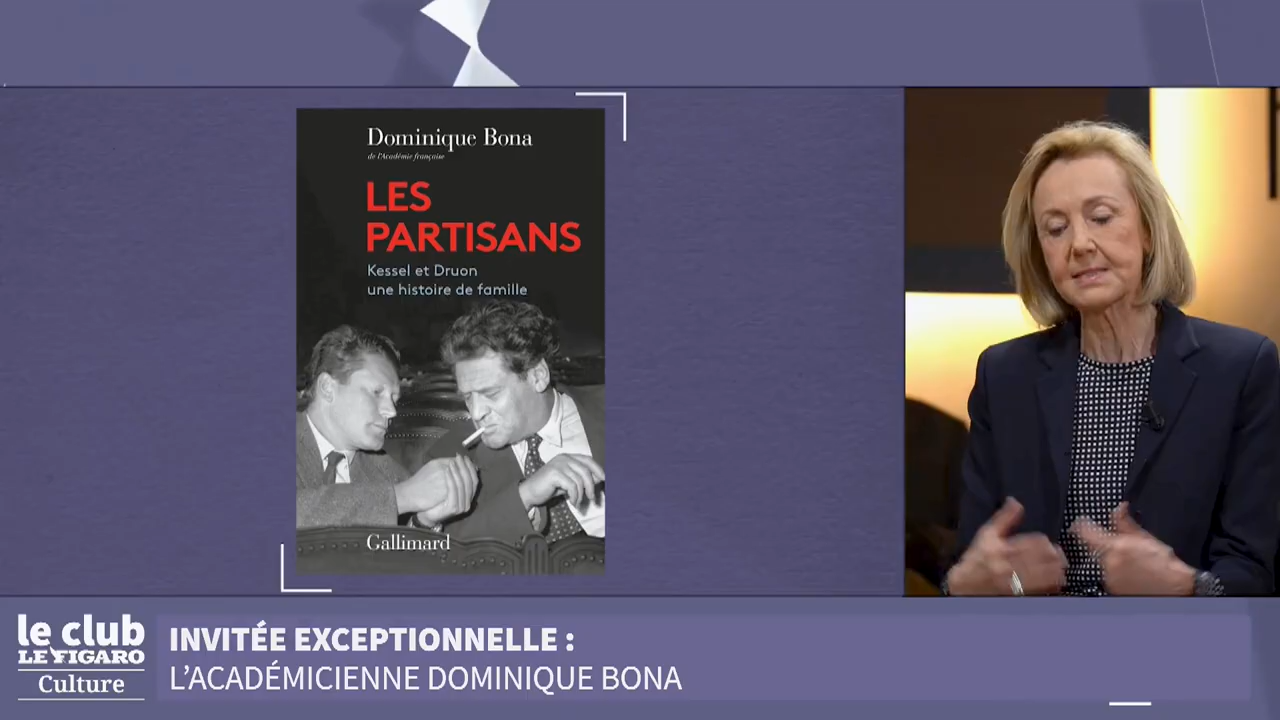 Dominique Bona
de l'Académie française
LES
PARTISANS
Kessel et Druon
une histoire de famille
Gallimard
le club
LE FIGARO
Culture
INVITÉE EXCEPTIONNELLE :
L'ACADÉMICIENNE DOMINIQUE BONA